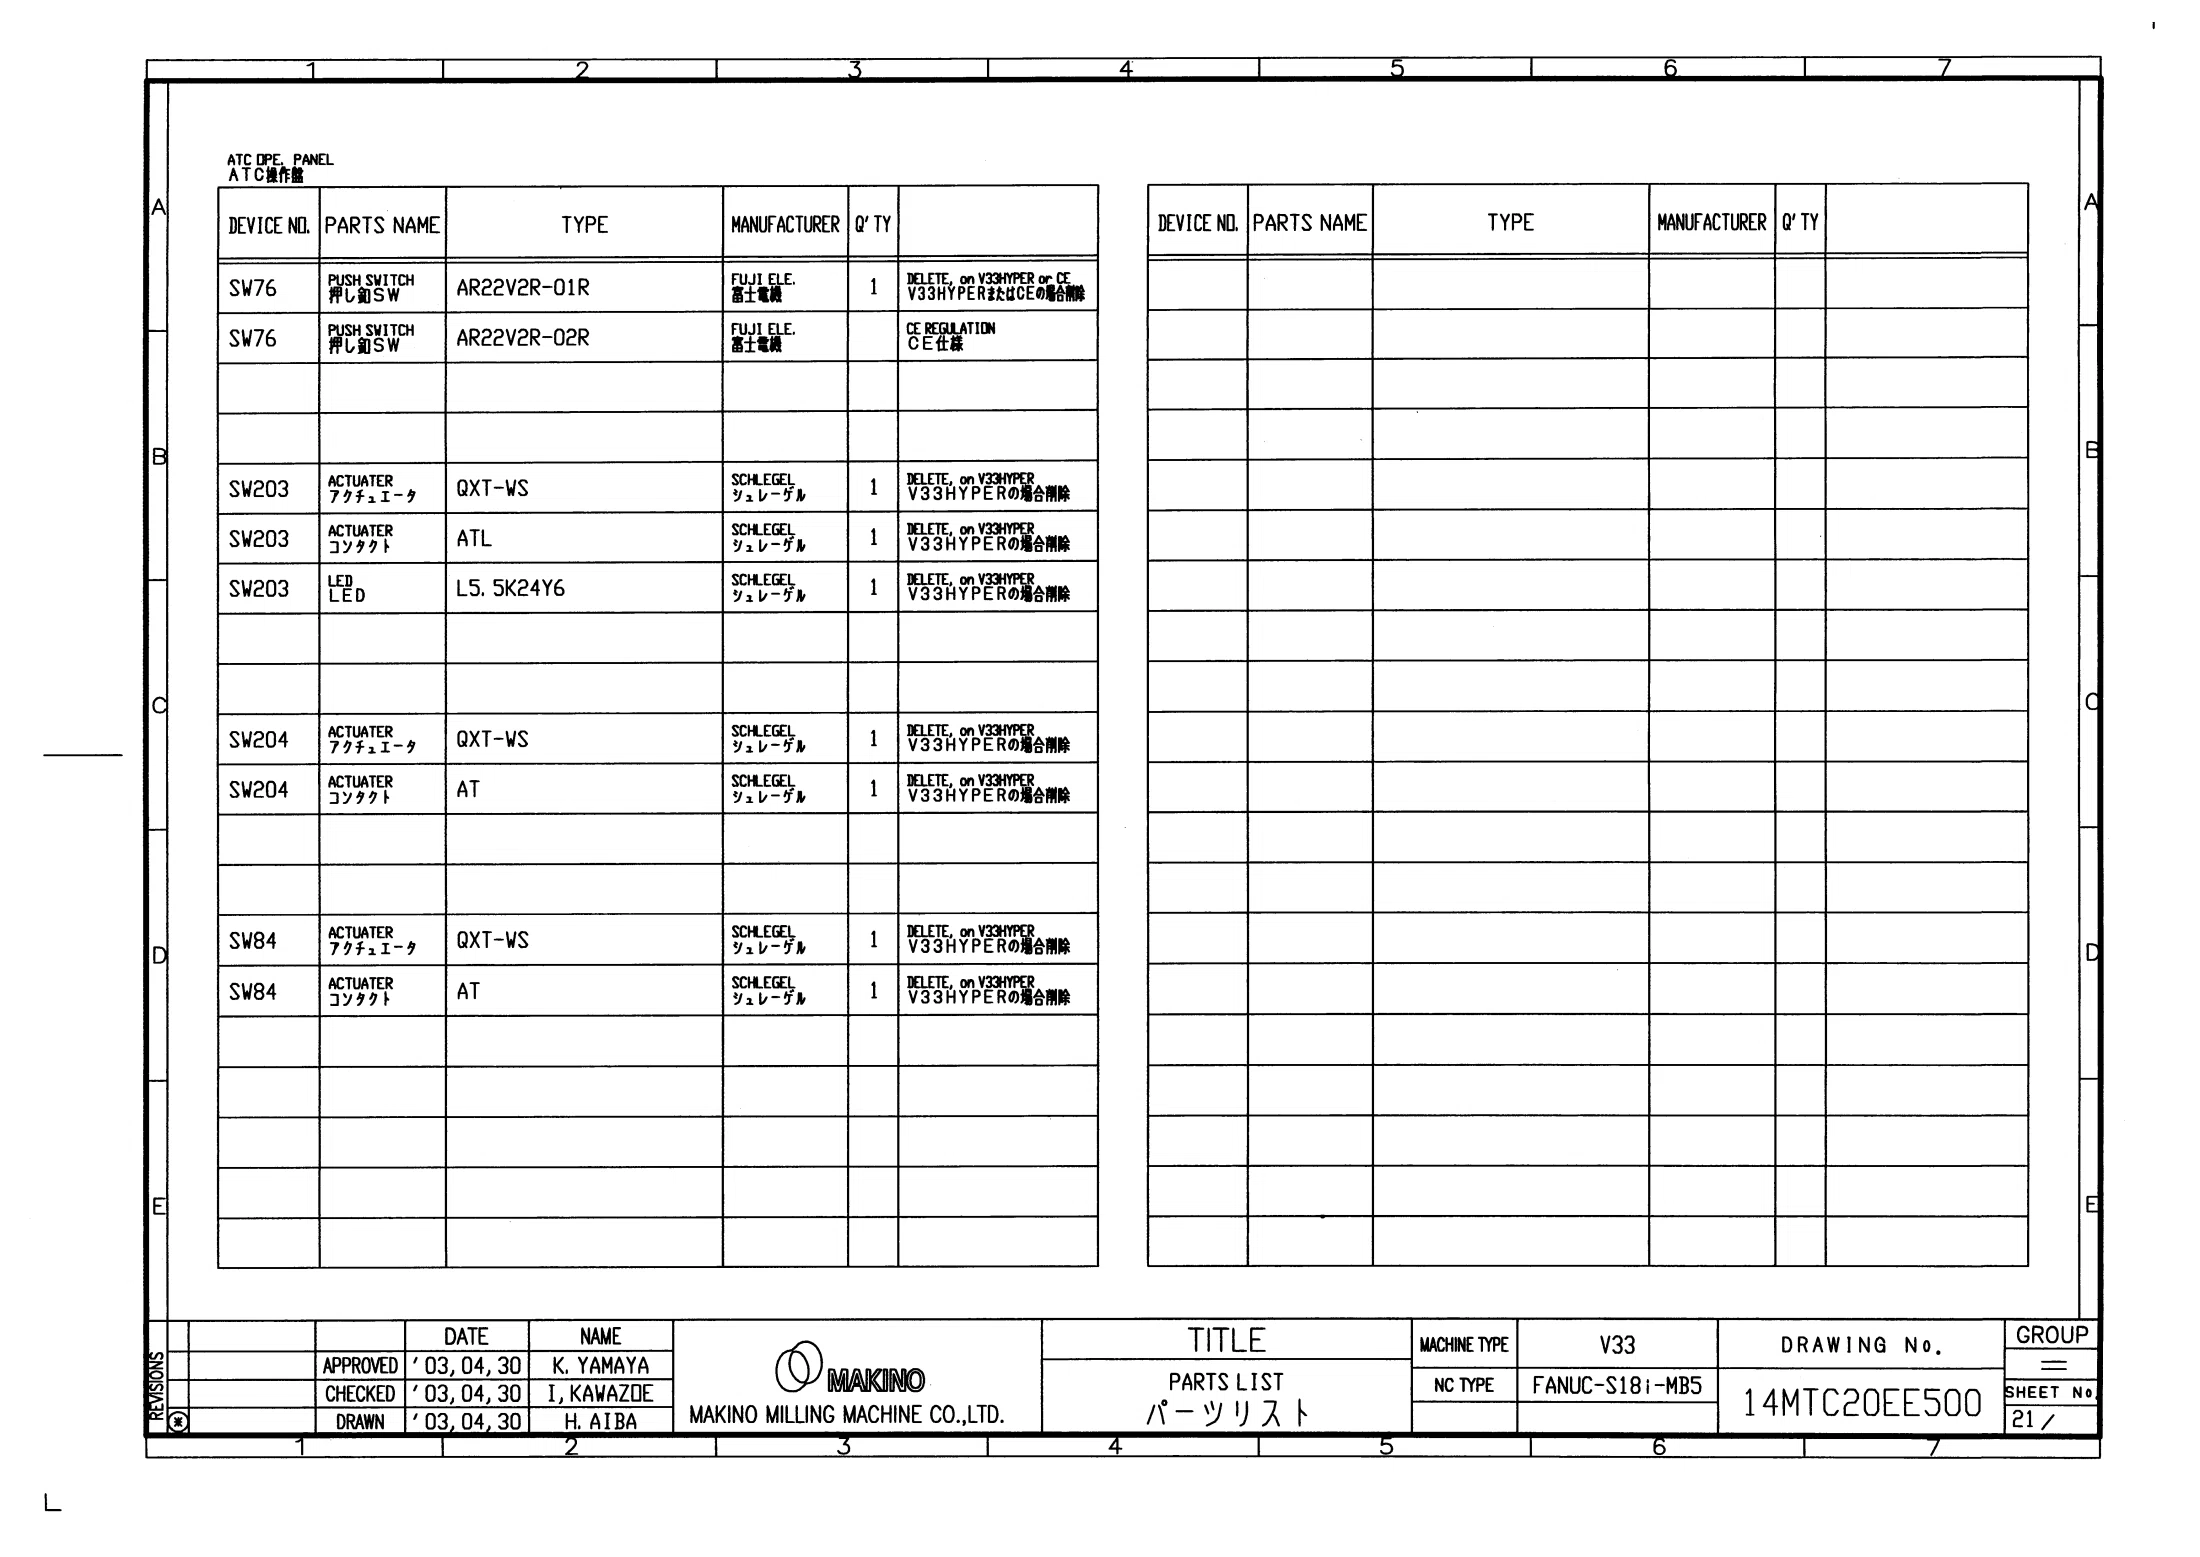 1 2 3 4 5 6 7
ATC OPE. PANEL
ATC操作盤
DEVICE NO. PARTS NAME TYPE MANUFACTURER Q'TY
SW76 PUSH SWITCH AR22V2R-01R FUJI ELE. 1 DELETE, on V33HYPER or CE
押し釦SW 富士電機 V33HYPERまたはCEの場合削除
SW76 PUSH SWITCH AR22V2R-02R FUJI ELE. CE REGULATION
押し釦SW 富士電機 CE仕様
SW203 ACTUATER QXT-WS SCHLEGEL 1 DELETE, on V33HYPER
アクチュエータ シュレーゲル V33HYPERの場合削除
SW203 ACTUATER ATL SCHLEGEL 1 DELETE, on V33HYPER
コンタクト シュレーゲル V33HYPERの場合削除
SW203 LED L5.5K24Y6 SCHLEGEL 1 DELETE, on V33HYPER
LED シュレーゲル V33HYPERの場合削除
SW204 ACTUATER QXT-WS SCHLEGEL 1 DELETE, on V33HYPER
アクチュエータ シュレーゲル V33HYPERの場合削除
SW204 ACTUATER AT SCHLEGEL 1 DELETE, on V33HYPER
コンタクト シュレーゲル V33HYPERの場合削除
SW84 ACTUATER QXT-WS SCHLEGEL 1 DELETE, on V33HYPER
アクチュエータ シュレーゲル V33HYPERの場合削除
SW84 ACTUATER AT SCHLEGEL 1 DELETE, on V33HYPER
コンタクト シュレーゲル V33HYPERの場合削除
DEVICE NO. PARTS NAME TYPE MANUFACTURER Q'TY
A A
B B
C C
D D
E E
REVISIONS
DATE NAME
APPROVED '03,04,30 K. YAMAYA
CHECKED '03,04,30 I, KAWAZOE
DRAWN '03,04,30 H. AIBA
MAKINO
MAKINO MILLING MACHINE CO.,LTD.
TITLE
PARTS LIST
パーツリスト
MACHINE TYPE V33
NC TYPE FANUC-S18i-MB5
DRAWING No.
14MTC20EE500
GROUP
=
SHEET No.
21/
1 2 3 4 5 6 7